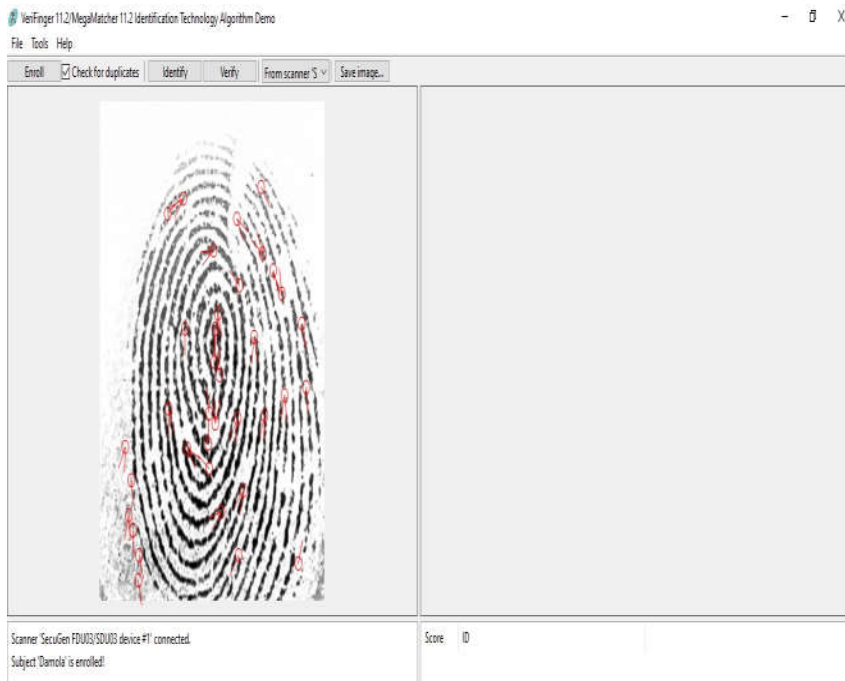 VeriFinger 11.2/MegaMatcher 11.2 Identification Technology Algorithm Demo
File Tools Help
Enroll Check for duplicates Identify Verify From scanner 'S Save image...
Scanner 'SecuGen FDU03/SDU03 device #1' connected. Score ID
Subject 'Damola' is enrolled!